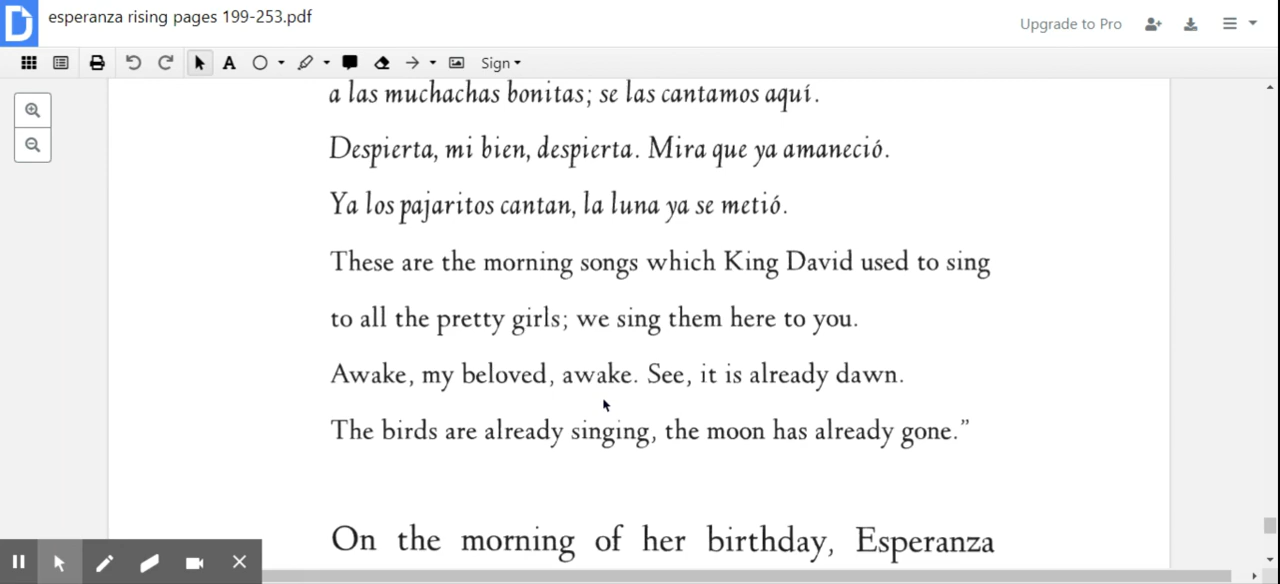 esperanza rising pages 199-253.pdf
Upgrade to Pro
A
Sign
a las muchachas bonitas; se las cantamos aquí.
Despierta, mi bien, despierta. Mira que ya amaneció.
Ya los pajaritos cantan, la luna ya se metió.
These are the morning songs which King David used to sing
to all the pretty girls; we sing them here to you.
Awake, my beloved, awake. See, it is already dawn.
The birds are already singing, the moon has already gone.”
On the morning of her birthday, Esperanza